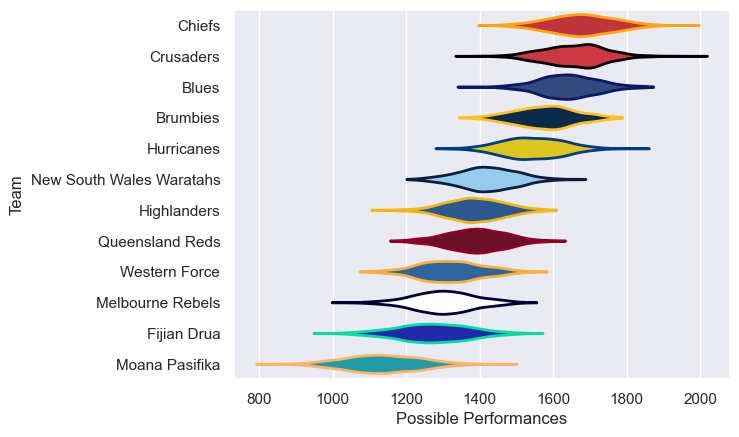 Chiefs
Crusaders
Blues
Brumbies
Hurricanes
New South Wales Waratahs
Highlanders
Queensland Reds
Western Force
Melbourne Rebels
Fijian Drua
Moana Pasifika
Team
800 1000 1200 1400 1600 1800 2000
Possible Performances